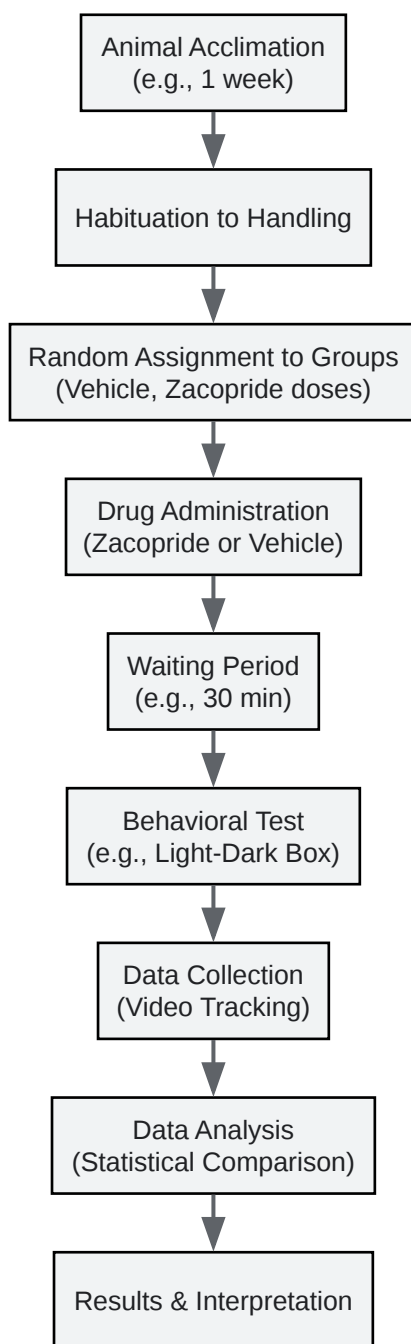 Animal Acclimation
(e.g., 1 week)
Habituation to Handling
Random Assignment to Groups
(Vehicle, Zacopride doses)
Drug Administration
(Zacopride or Vehicle)
Waiting Period
(e.g., 30 min)
Behavioral Test
(e.g., Light-Dark Box)
Data Collection
(Video Tracking)
Data Analysis
(Statistical Comparison)
Results & Interpretation